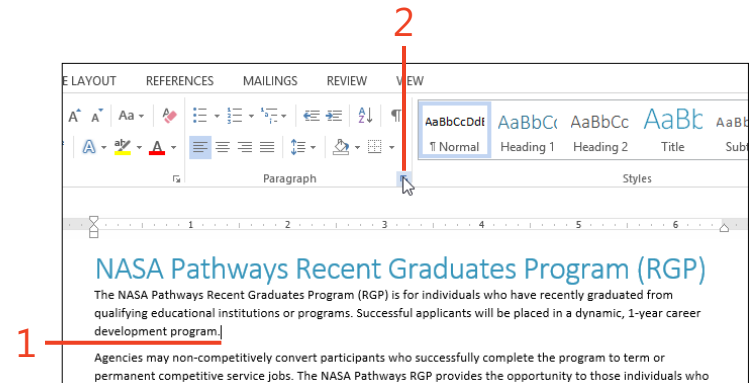 2
E LAYOUT REFERENCES MAILINGS REVIEW VIEW
A A Aa
A aby A
AaBbCcDdE AaBbCc AaBbCc AaBb AaBb
¶ Normal Heading 1 Heading 2 Title Subt
Paragraph Styles
1 2 3 4 5 6
NASA Pathways Recent Graduates Program (RGP)
The NASA Pathways Recent Graduates Program (RGP) is for individuals who have recently graduated from
qualifying educational institutions or programs. Successful applicants will be placed in a dynamic, 1-year career
development program.
1
Agencies may non-competitively convert participants who successfully complete the program to term or
permanent competitive service jobs. The NASA Pathways RGP provides the opportunity to those individuals who